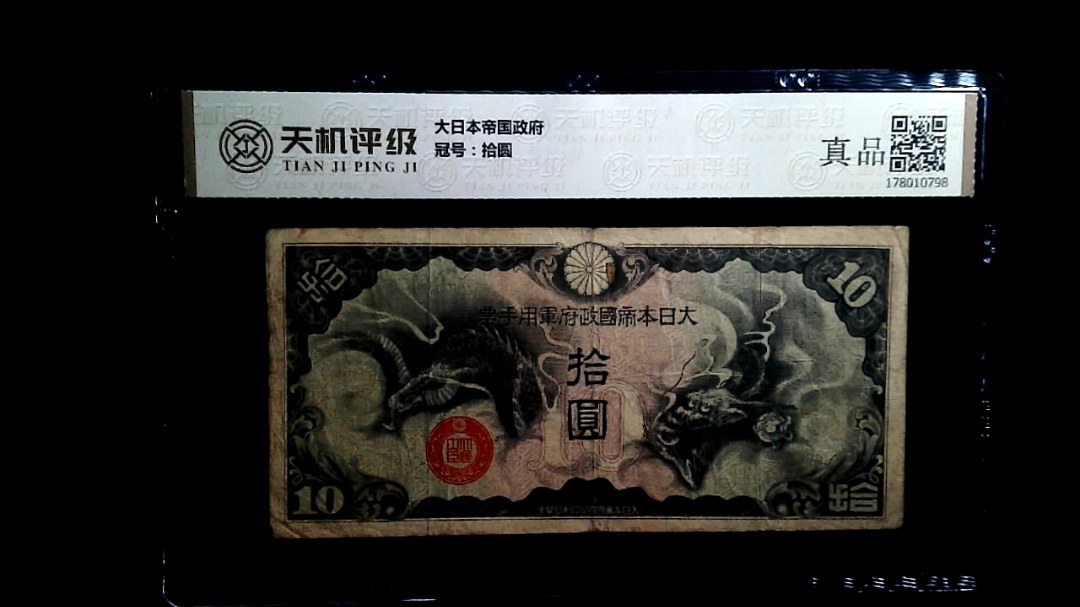 天机评级
TIAN JI PING JI
大日本帝国政府
冠号：拾圆
真品
178010798
拾
10
大日本帝國政府軍用手票
拾
圓
10
10
拾